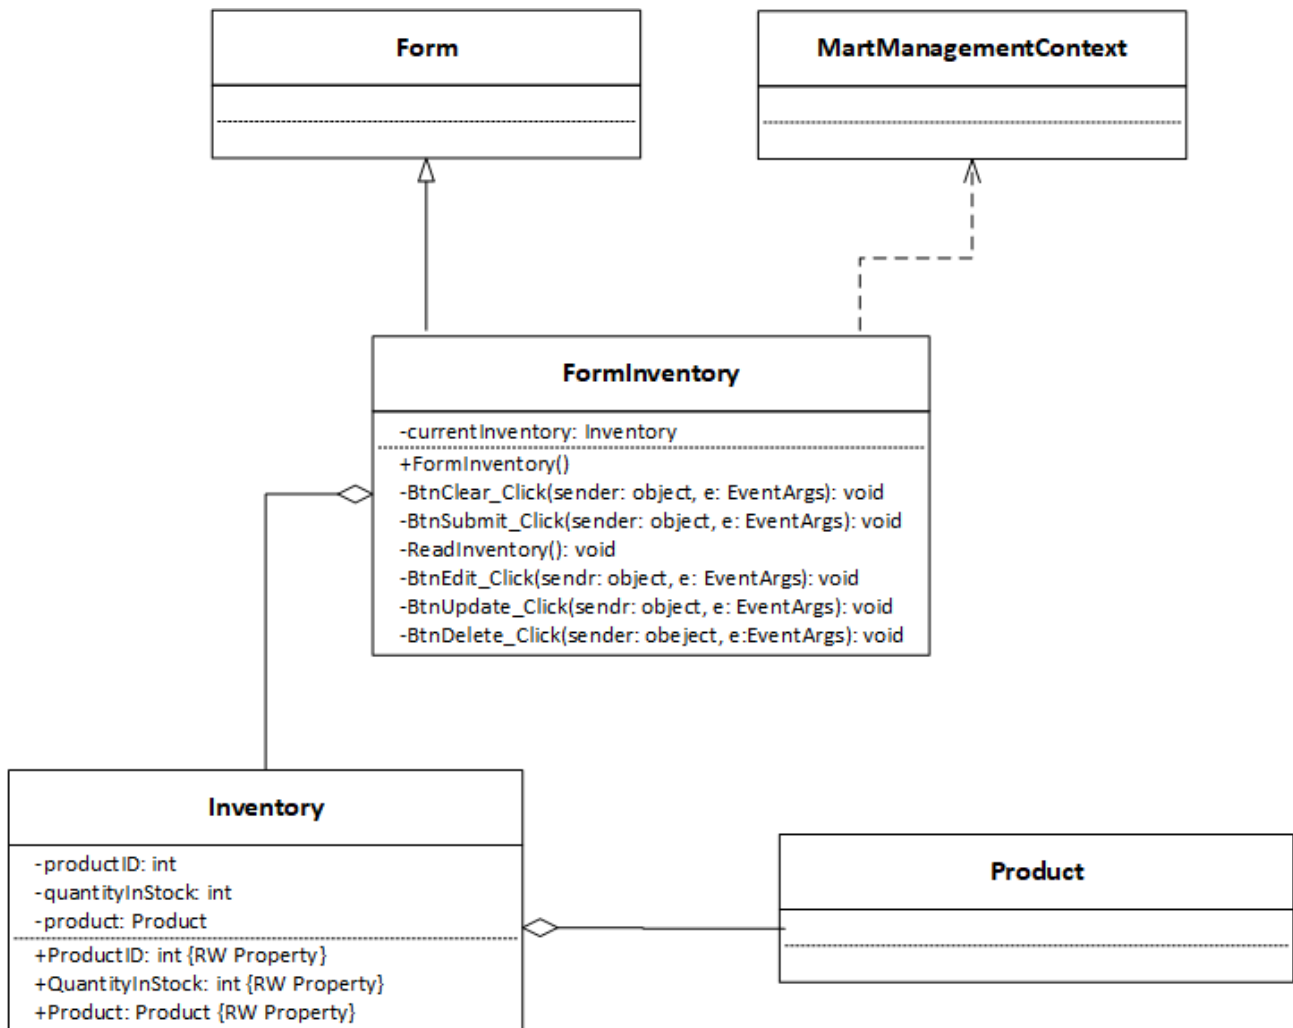 Form
MartManagementContext
FormInventory
-currentInventory: Inventory
+FormInventory()
-BtnClear_Click(sender: object, e: EventArgs): void
-BtnSubmit_Click(sender: object, e: EventArgs): void
-ReadInventory(): void
-BtnEdit_Click(sendr: object, e: EventArgs): void
-BtnUpdate_Click(sendr: object, e: EventArgs): void
-BtnDelete_Click(sender: obeject, e:EventArgs): void
Inventory
-productID: int
-quantityInStock: int
-product: Product
+ProductID: int {RW Property}
+QuantityInStock: int {RW Property}
+Product: Product {RW Property}
Product